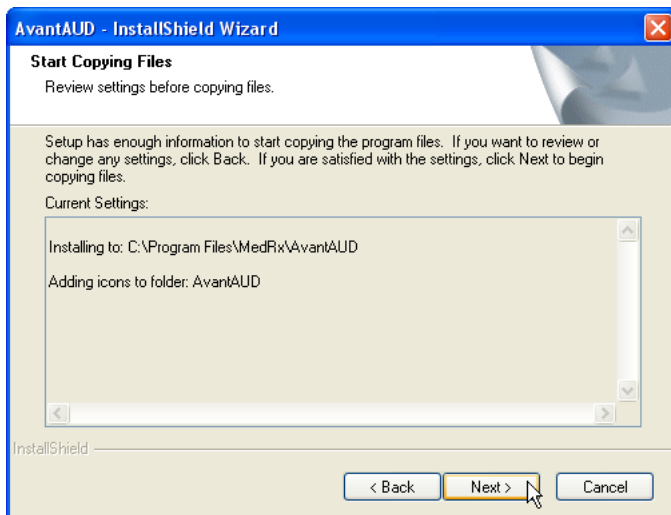 AvantAUD - InstallShield Wizard
Start Copying Files
Review settings before copying files.
Setup has enough information to start copying the program files. If you want to review or
change any settings, click Back. If you are satisfied with the settings, click Next to begin
copying files.
Current Settings:
Installing to: C:\Program Files\MedRx\AvantAUD
Adding icons to folder: AvantAUD
InstallShield
< Back Next > Cancel